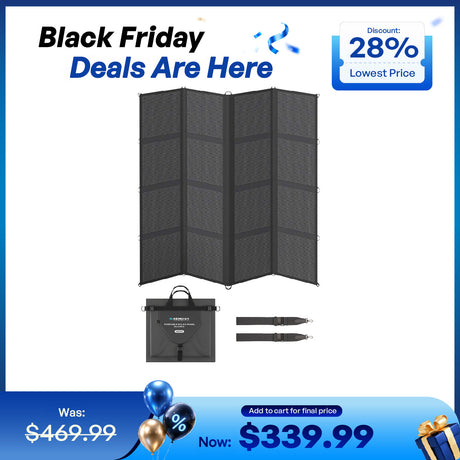 Black Friday
Deals Are Here
Discount:
28%
Lowest Price
RENOGY
Was:
$469.99
%
Add to cart for final price
Now: $339.99